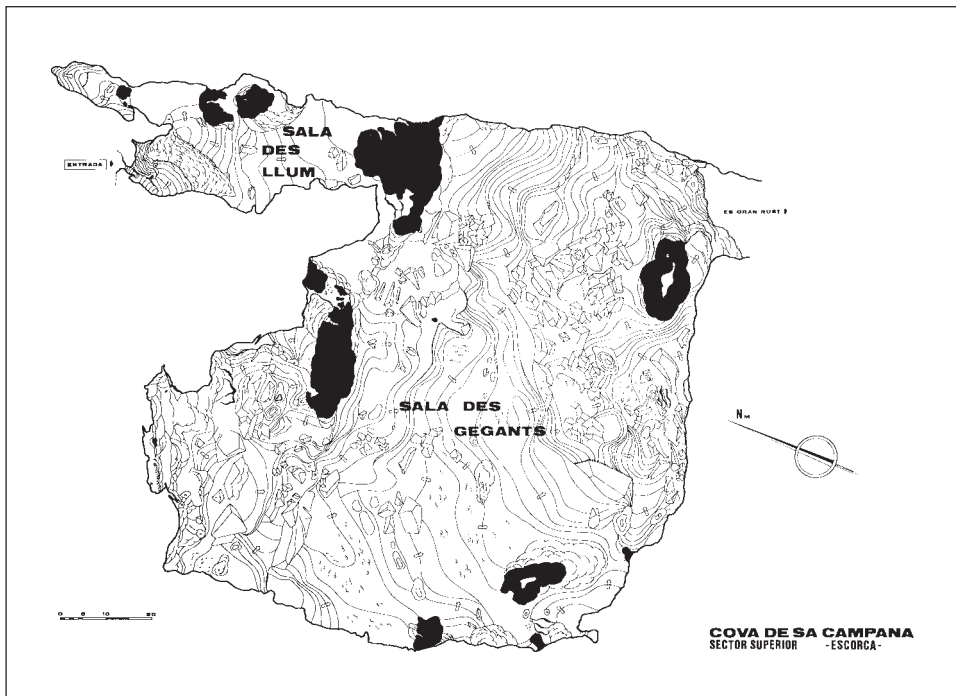 SALA
DES
LLUM
ENTRADA
ES GRAN ROST
SALA DES
GEGANTS
N M
0 5 10 20
COVA DE SA CAMPANA
SECTOR SUPERIOR -ESCORCA-